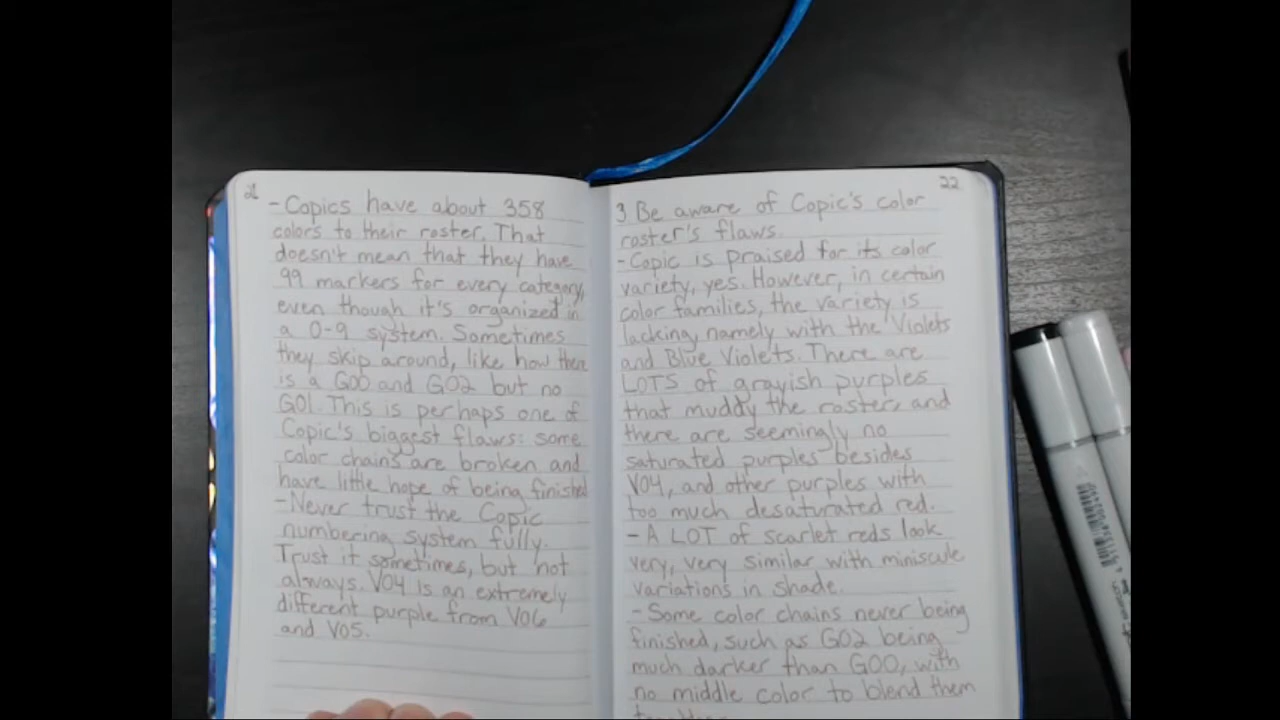 21
- Copics have about 358
colors to their roster. That
doesn't mean that they have
99 markers for every category,
even though it's organized in
a 0-9 system. Sometimes
they skip around, like how there
is a G00 and G02 but no
G01. This is perhaps one of
Copic's biggest flaws: some
color chains are broken and
have little hope of being finished
- Never trust the Copic
numbering system fully.
Trust it sometimes, but not
always. V04 is an extremely
different purple from V06
and V05.
22
3 Be aware of Copic's color
roster's flaws
- Copic is praised for its color
variety, yes. However, in certain
color families, the variety is
lacking namely with the Violets
and Blue Violets. There are
LOTS of grayish purples
that muddy the roster, and
there are seemingly no
saturated purples besides
V04, and other purples with
too much desaturated red.
- A LOT of scarlet reds look
very, very similar with miniscule
variations in shade.
- Some color chains never being
finished, such as G02 being
much darker than G00, with
no middle color to blend them